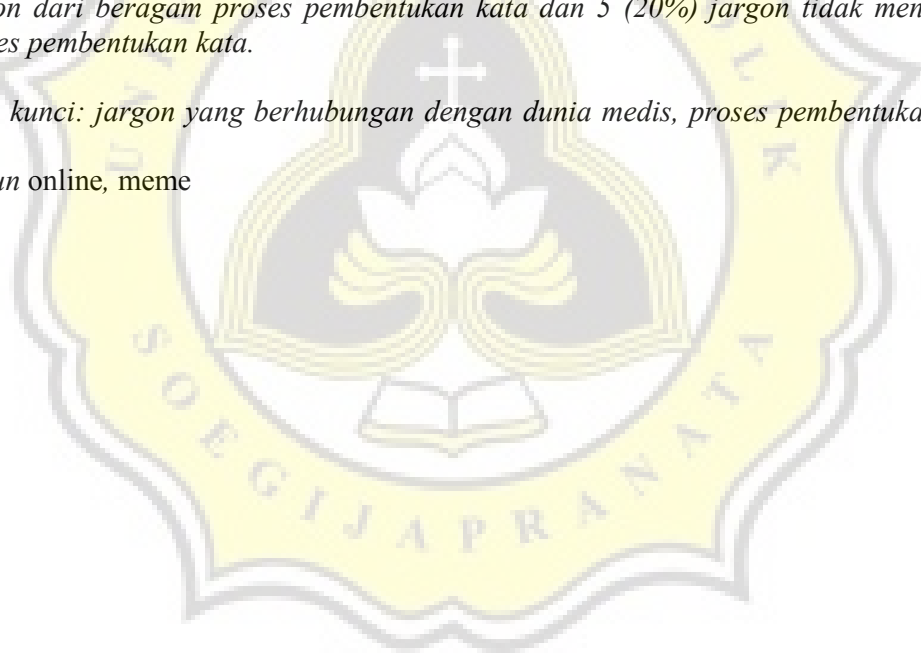 on dari beragam proses pembentukan kata dan 5 (20%) jargon tidak men
es pembentukan kata.
kunci: jargon yang berhubungan dengan dunia medis, proses pembentuka
un online, meme
SOEGIJAPRANATA